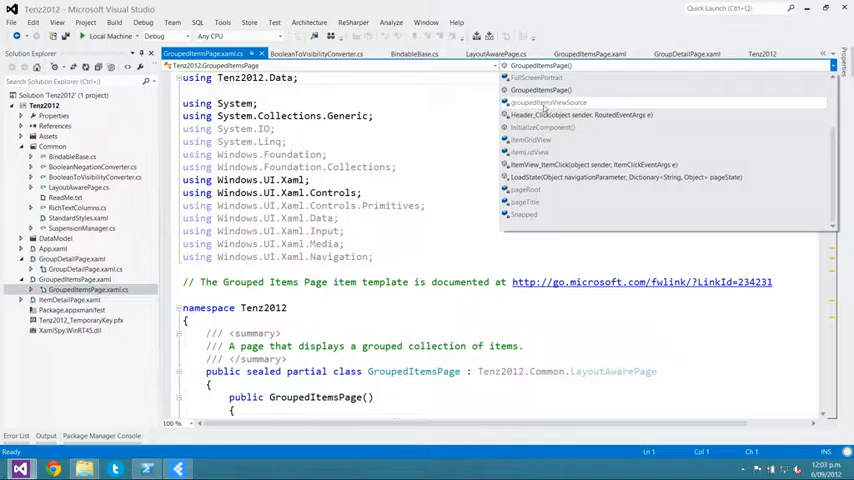 Tenz2012 - Microsoft Visual Studio
Quick Launch (Ctrl+Q)
File Edit View Project Build Debug Team SQL Tools Store Test Architecture ReSharper Analyze Window Help
Local Machine Debug Any CPU
Solution Explorer
GroupedItemsPage.xaml.cs BooleanToVisibilityConverter.cs BindableBase.cs LayoutAwarePage.cs GroupedItemsPage.xaml GroupDetailPage.cs Tenz2012
Tenz2012.GroupedItemsPage
GroupedItemsPage()
Search Solution Explorer (Ctrl+;)
Solution 'Tenz2012' (1 project)
Tenz2012
Properties
References
Assets
Common
BindableBase.cs
BooleanNegationConverter.cs
BooleanToVisibilityConverter.cs
LayoutAwarePage.cs
ReadMe.txt
RichTextColumns.cs
StandardStyles.xaml
SuspensionManager.cs
DataModel
App.xaml
GroupDetailPage.xaml
GroupDetailPage.cs
GroupedItemsPage.xaml
GroupedItemsPage.xaml.cs
ItemDetailPage.xaml
Package.appxmanifest
Tenz2012_TemporaryKey.pfx
XamlSpy.WinRT45.dll
using Tenz2012.Data;
using System;
using System.Collections.Generic;
using System.IO;
using System.Linq;
using Windows.Foundation;
using Windows.Foundation.Collections;
using Windows.UI.Xaml;
using Windows.UI.Xaml.Controls;
using Windows.UI.Xaml.Controls.Primitives;
using Windows.UI.Xaml.Data;
using Windows.UI.Xaml.Input;
using Windows.UI.Xaml.Media;
using Windows.UI.Xaml.Navigation;
// The Grouped Items Page item template is documented at http://go.microsoft.com/fwlink/?LinkId=234231
namespace Tenz2012
{
/// <summary>
/// A page that displays a grouped collection of items.
/// </summary>
public sealed partial class GroupedItemsPage : Tenz2012.Common.LayoutAwarePage
{
public GroupedItemsPage()
{
FullScreenPortrait
GroupedItemsPage()
groupedItemsViewSource
Header_Click(object sender, RoutedEventArgs e)
InitializeComponent()
itemGridView
itemListView
ItemView_ItemClick(object sender, ItemClickEventArgs e)
LoadState(Object navigationParameter, Dictionary<String, Object> pageState)
pageRoot
pageTitle
Snapped
Properties
100 %
Error List Output Package Manager Console
Ready
Ln 1 Col 1 Ch 1 INS
12:03 p.m.
6/09/2012